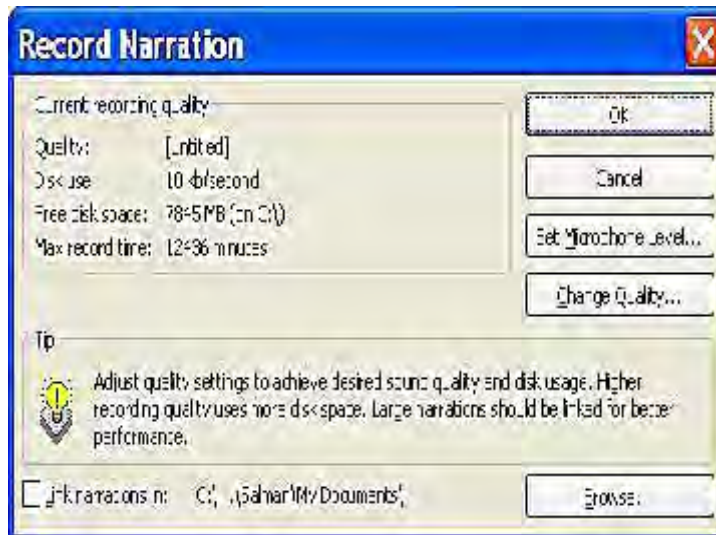 Record Narration
Current recording quality
Quality: [untitled]
Disk use 10 kb/second
Free disk space: 7845 MB (on C:\)
Max record time: 12436 minutes
OK
Cancel
Set Microphone Level...
Change Quality...
Tip
Adjust quality settings to achieve desired sound quality and disk usage. Higher
recording quality uses more disk space. Large narrations should be linked for better
performance.
Link narrations in: C:\...\Salman\My Documents\
Browse...